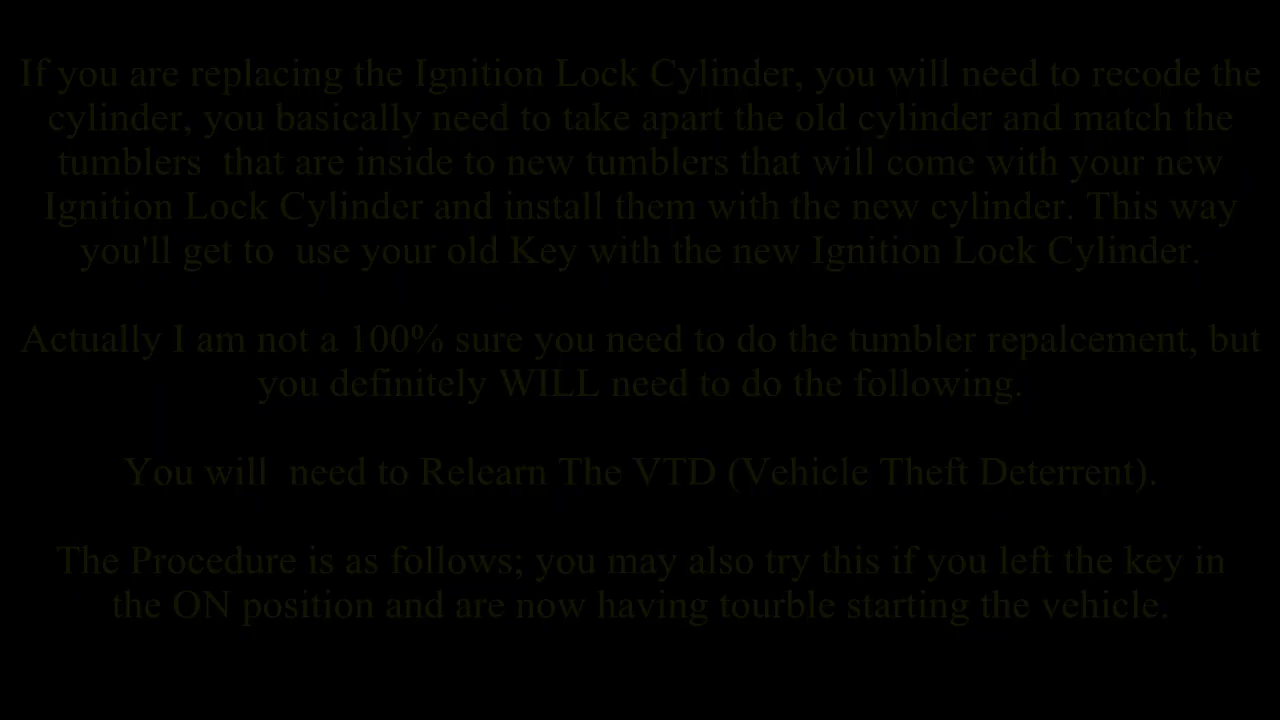 If you are replacing the Ignition Lock Cylinder, you will need to recode the
cylinder, you basically need to take apart the old cylinder and match the
tumblers  that are inside to new tumblers that will come with your new
Ignition Lock Cylinder and install them with the new cylinder. This way
you'll get to  use your old Key with the new Ignition Lock Cylinder.
Actually I am not a 100% sure you need to do the tumbler repalcement, but
you definitely WILL need to do the following.
You will  need to Relearn The VTD (Vehicle Theft Deterrent).
The Procedure is as follows; you may also try this if you left the key in
the ON position and are now having tourble starting the vehicle.